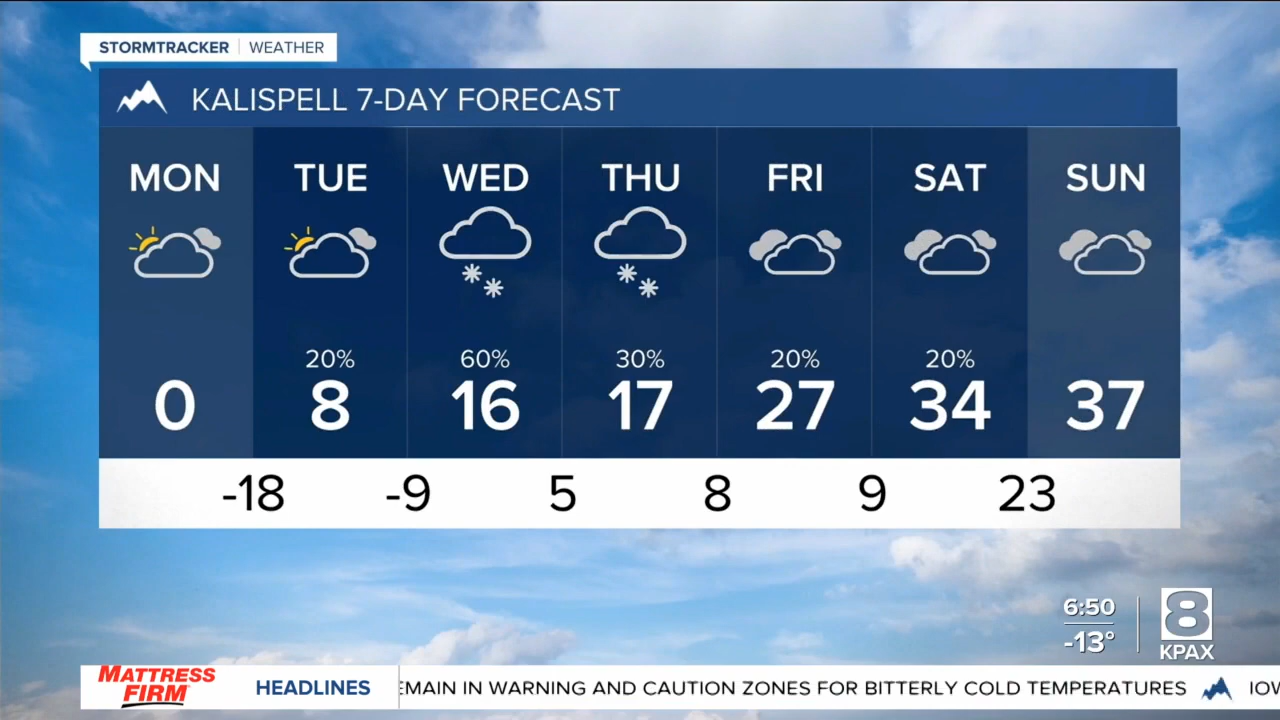 STORMTRACKER | WEATHER
KALISPELL 7-DAY FORECAST
MON TUE WED THU FRI SAT SUN
20% 60% 30% 20% 20%
0 8 16 17 27 34 37
-18 -9 5 8 9 23
6:50
-13°
8
KPAX
MATTRESS
FIRM
HEADLINES
EMAIN IN WARNING AND CAUTION ZONES FOR BITTERLY COLD TEMPERATURES IOW